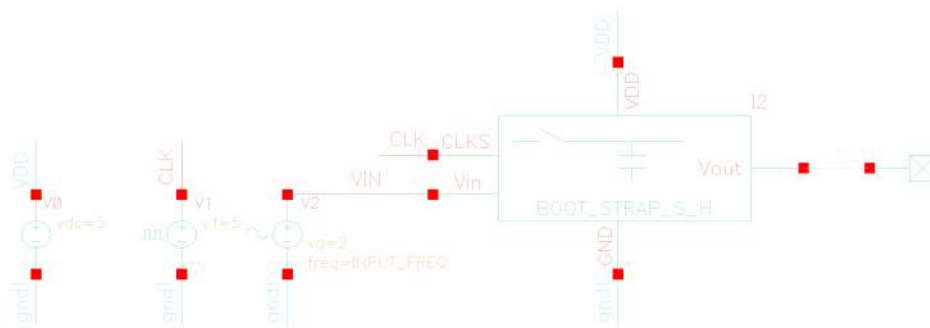 VDD
VDD
I2
CLK
CLKS
VDD
CLK
VIN
Vin
Vout
V0
vdc=5
V1
v1=5
V2
va=2
freq=INPUT_FREQ
BOOT_STRAP_S_H
GND
gnd!
gnd!
gnd!
gnd!